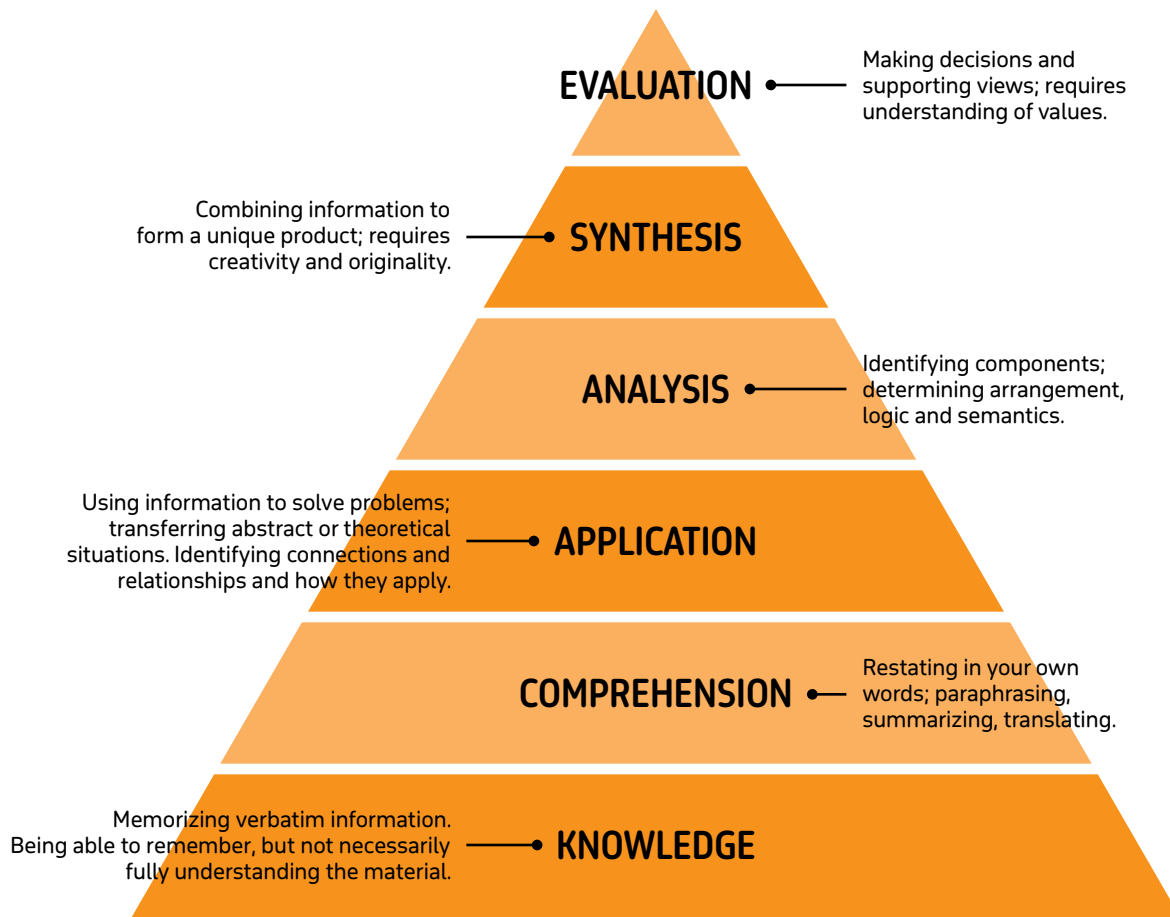 EVALUATION
Making decisions and
supporting views; requires
understanding of values.
Combining information to
form a unique product; requires
creativity and originality.
SYNTHESIS
ANALYSIS
Identifying components;
determining arrangement,
logic and semantics.
Using information to solve problems;
transferring abstract or theoretical
situations. Identifying connections and
relationships and how they apply.
APPLICATION
COMPREHENSION
Restating in your own
words; paraphrasing,
summarizing, translating.
Memorizing verbatim information.
Being able to remember, but not necessarily
fully understanding the material.
KNOWLEDGE